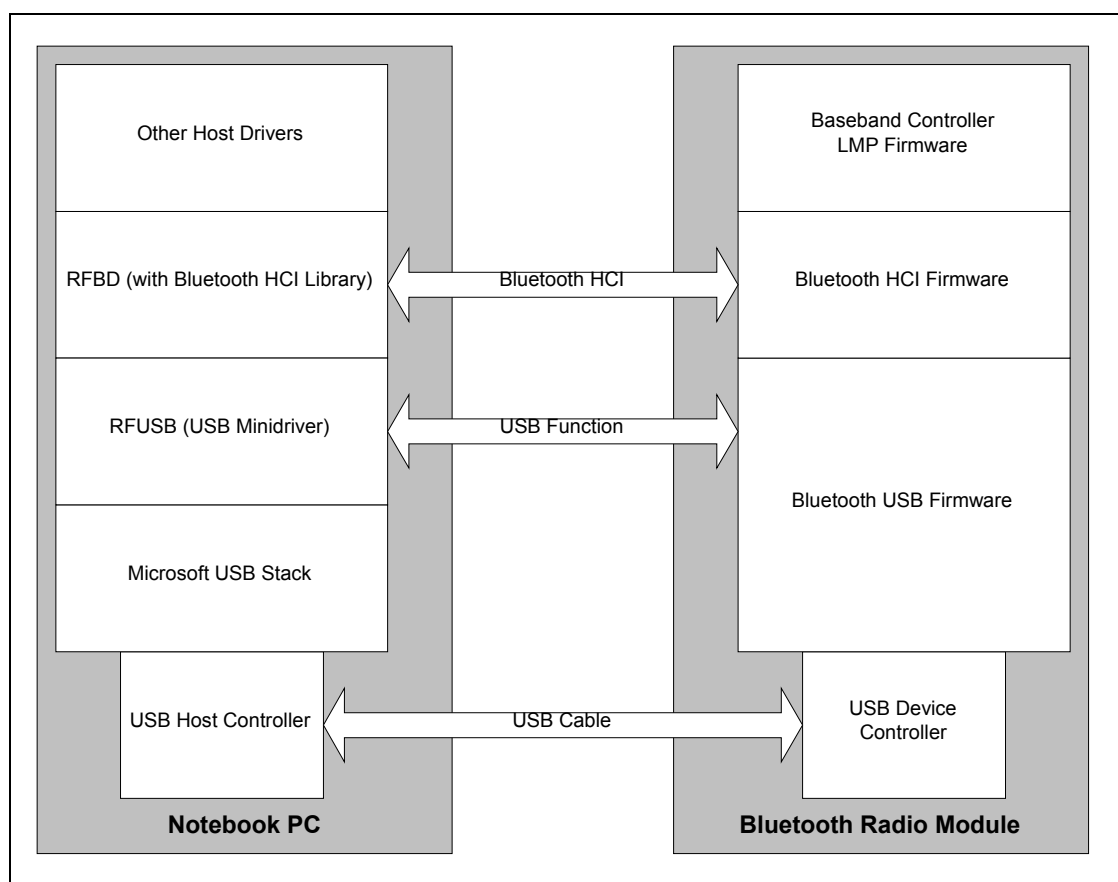 Other Host Drivers
Baseband Controller
LMP Firmware
RFBD (with Bluetooth HCI Library)
Bluetooth HCI
Bluetooth HCI Firmware
RFUSB (USB Minidriver)
USB Function
Bluetooth USB Firmware
Microsoft USB Stack
USB Host Controller
USB Cable
USB Device
Controller
Notebook PC
Bluetooth Radio Module